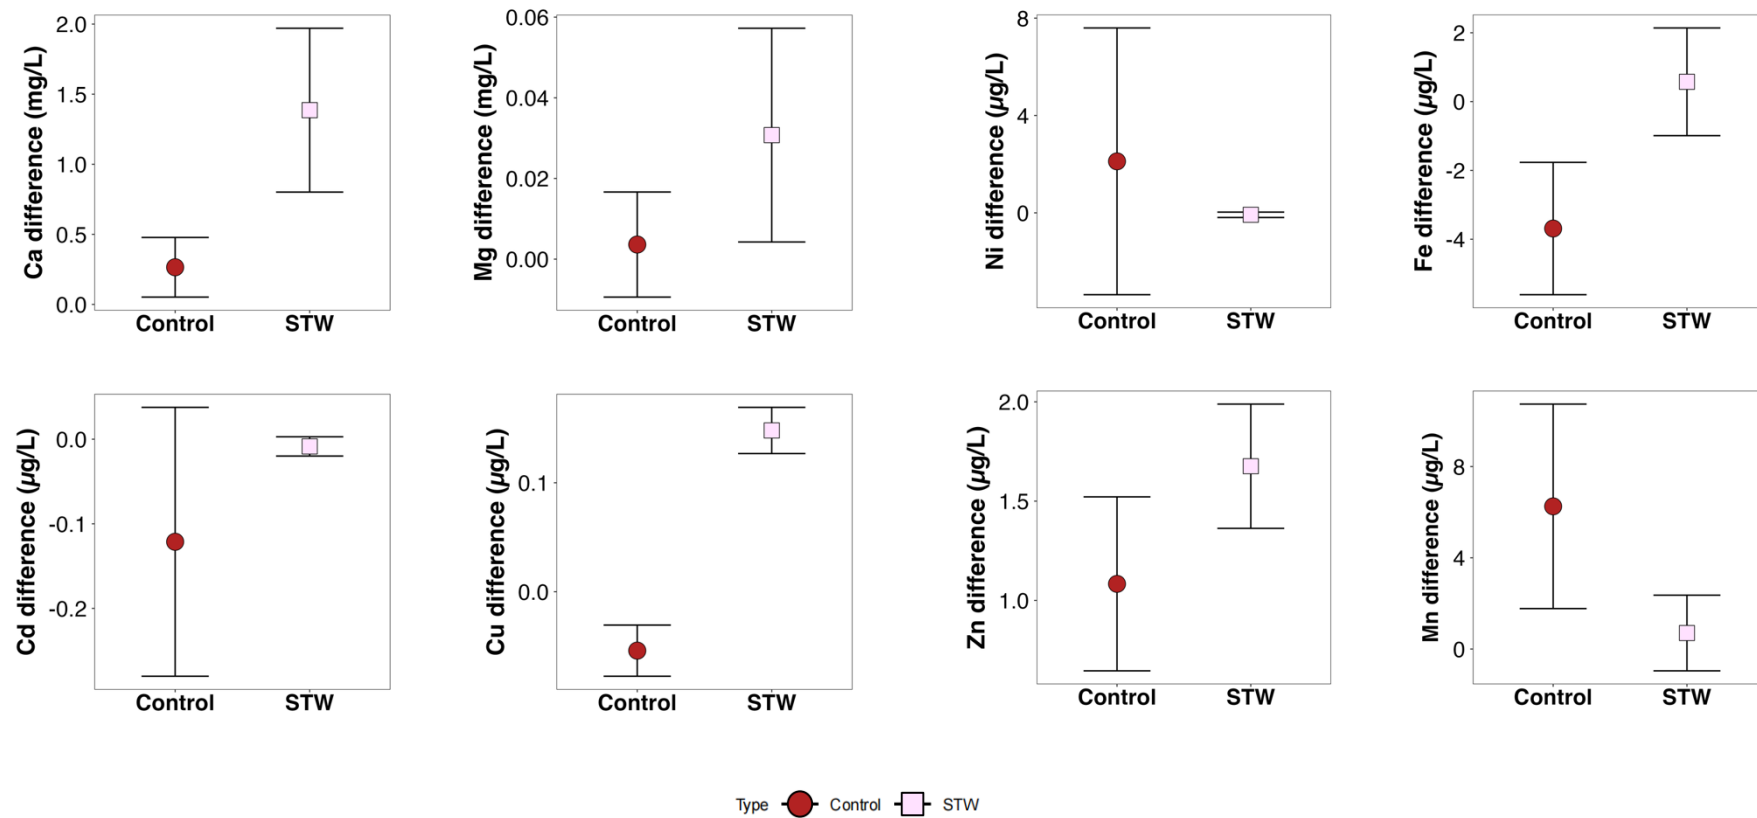 Ca difference (mg/L)
2.0
1.5
1.0
0.5
0.0
Control STW
Mg difference (mg/L)
0.06
0.04
0.02
0.00
Control STW
Ni difference (µg/L)
8
4
0
Control STW
Fe difference (µg/L)
2
0
-2
-4
Control STW
Cd difference (µg/L)
0.0
-0.1
-0.2
Control STW
Cu difference (µg/L)
0.1
0.0
Control STW
Zn difference (µg/L)
2.0
1.5
1.0
Control STW
Mn difference (µg/L)
8
4
0
Control STW
Type Control STW